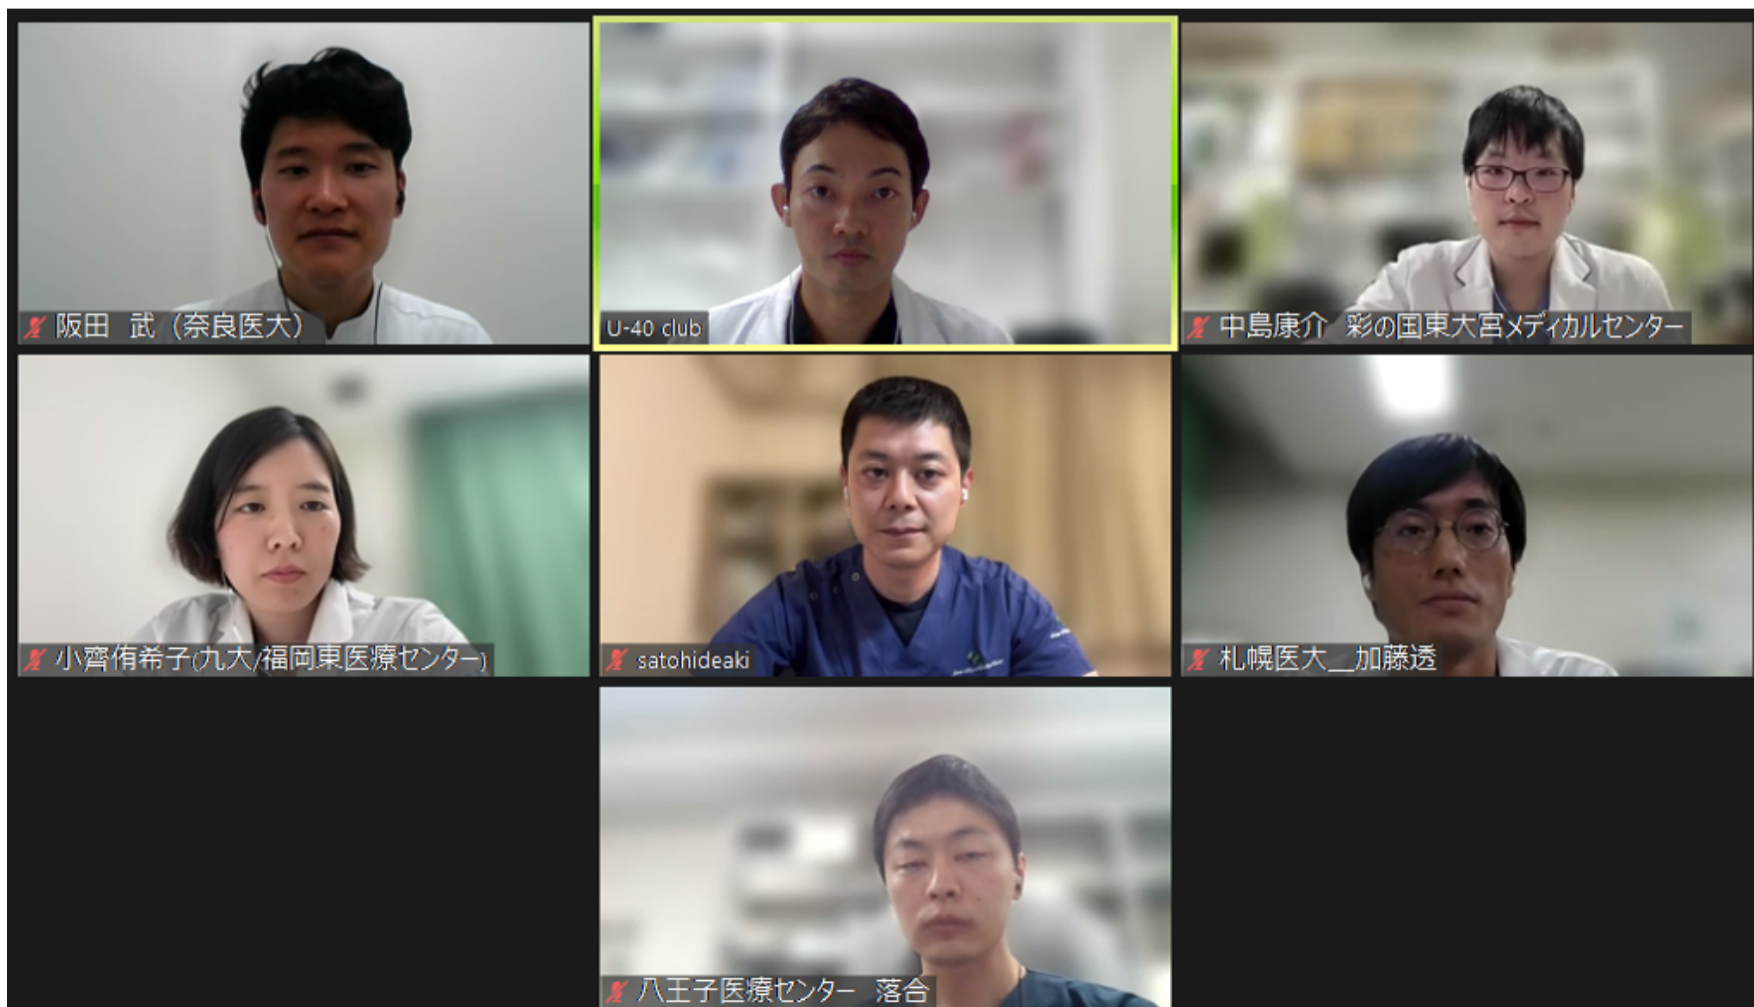 阪田　武（奈良医大）
U-40 club
中島康介　彩の国東大宮メディカルセンター
小齊侑希子(九大/福岡東医療センター)
satohideaki
札幌医大__加藤透
八王子医療センター　落合